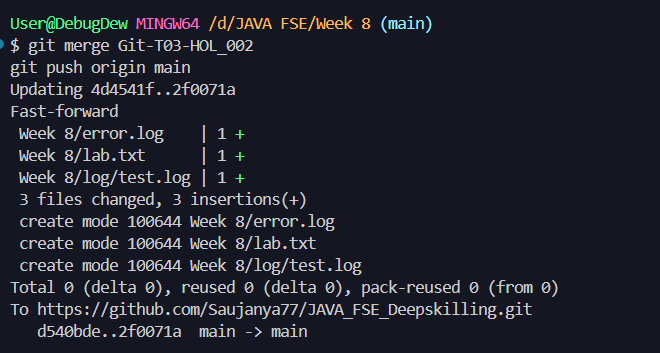 User@DebugDew MINGW64 /d/JAVA FSE/Week 8 (main)
$ git merge Git-T03-HOL_002
git push origin main
Updating 4d4541f..2f0071a
Fast-forward
 Week 8/error.log    | 1 +
 Week 8/lab.txt      | 1 +
 Week 8/log/test.log | 1 +
 3 files changed, 3 insertions(+)
 create mode 100644 Week 8/error.log
 create mode 100644 Week 8/lab.txt
 create mode 100644 Week 8/log/test.log
Total 0 (delta 0), reused 0 (delta 0), pack-reused 0 (from 0)
To https://github.com/Saujanya77/JAVA_FSE_Deepskilling.git
   d540bde..2f0071a  main -> main